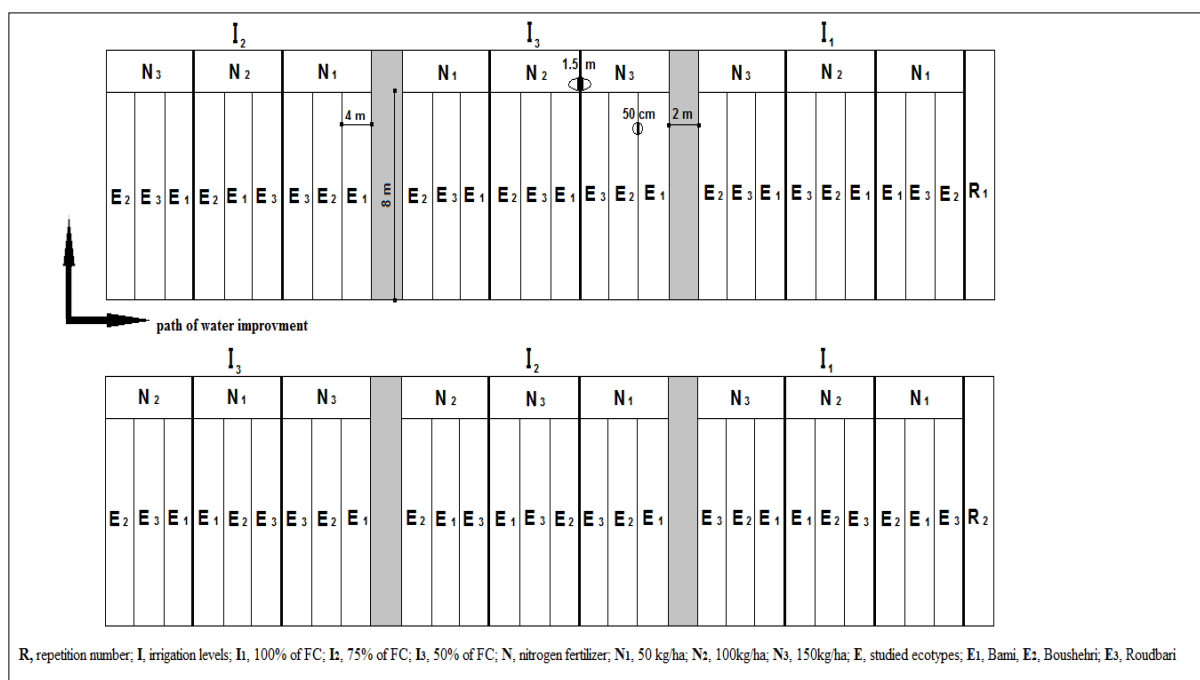 I₂ I₃ I₁
N₃ N₂ N₁ N₁ N₂ 1.5 m N₃ N₃ N₂ N₁
4 m 50 cm 2 m
E₂ E₃ E₁ E₂ E₁ E₃ E₃ E₂ E₁ 8 m E₂ E₃ E₁ E₂ E₃ E₁ E₃ E₂ E₁ E₂ E₃ E₁ E₃ E₂ E₁ E₁ E₃ E₂ R₁
path of water improvment
I₃ I₂ I₁
N₂ N₁ N₃ N₂ N₃ N₁ N₃ N₂ N₁
E₂ E₃ E₁ E₁ E₂ E₃ E₃ E₂ E₁ E₂ E₁ E₃ E₁ E₃ E₂ E₃ E₂ E₁ E₃ E₂ E₁ E₁ E₂ E₃ E₂ E₁ E₃ R₂
R, repetition number; I, irrigation levels; I₁, 100% of FC; I₂, 75% of FC; I₃, 50% of FC; N, nitrogen fertilizer; N₁, 50 kg/ha; N₂, 100kg/ha; N₃, 150kg/ha; E, studied ecotypes; E₁, Bami, E₂, Boushehri; E₃, Roudbari